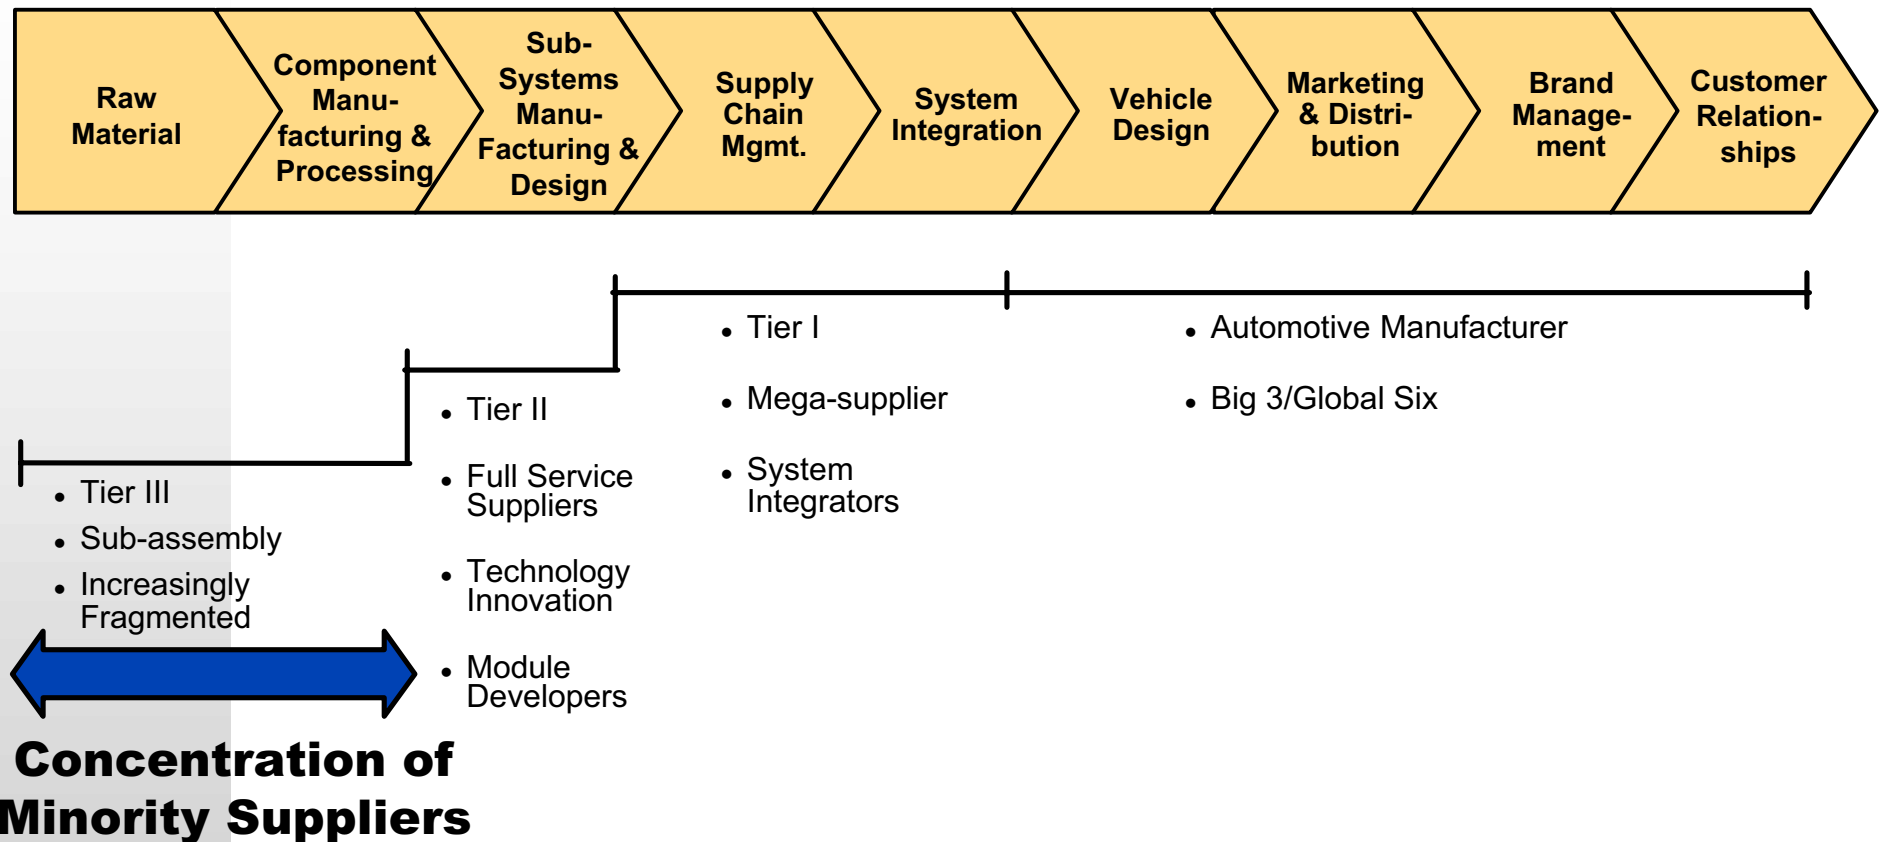 Raw
Material
Component
Manu-
facturing &
Processing
Sub-
Systems
Manu-
Facturing &
Design
Supply
Chain
Mgmt.
System
Integration
Vehicle
Design
Marketing
& Distri-
bution
Brand
Manage-
ment
Customer
Relation-
ships
• Tier III
• Sub-assembly
• Increasingly
Fragmented
• Tier II
• Full Service
Suppliers
• Technology
Innovation
• Module
Developers
• Tier I
• Mega-supplier
• System
Integrators
• Automotive Manufacturer
• Big 3/Global Six
Concentration of
Minority Suppliers